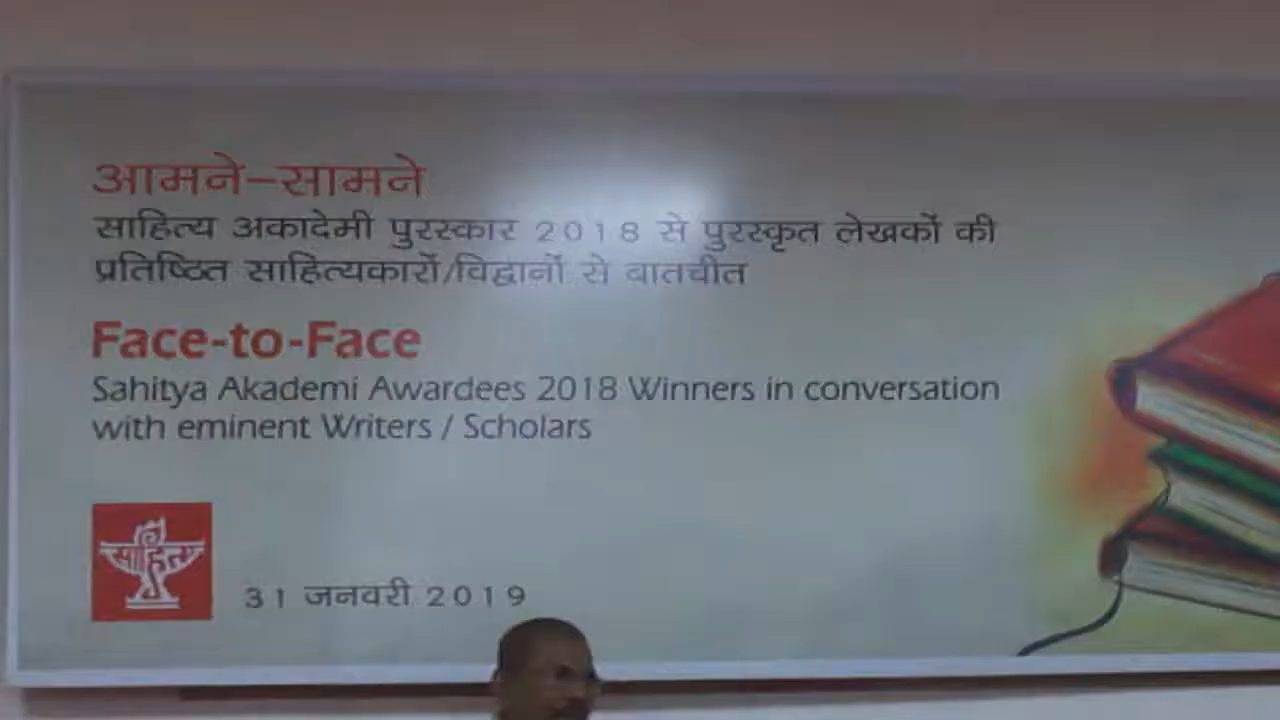 आमने–सामने
साहित्य अकादेमी पुरस्कार 2018 से पुरस्कृत लेखकों की
प्रतिष्ठित साहित्यकारों/विद्वानों से बातचीत
Face-to-Face
Sahitya Akademi Awardees 2018 Winners in conversation
with eminent Writers / Scholars
साहित्य
31 जनवरी 2019